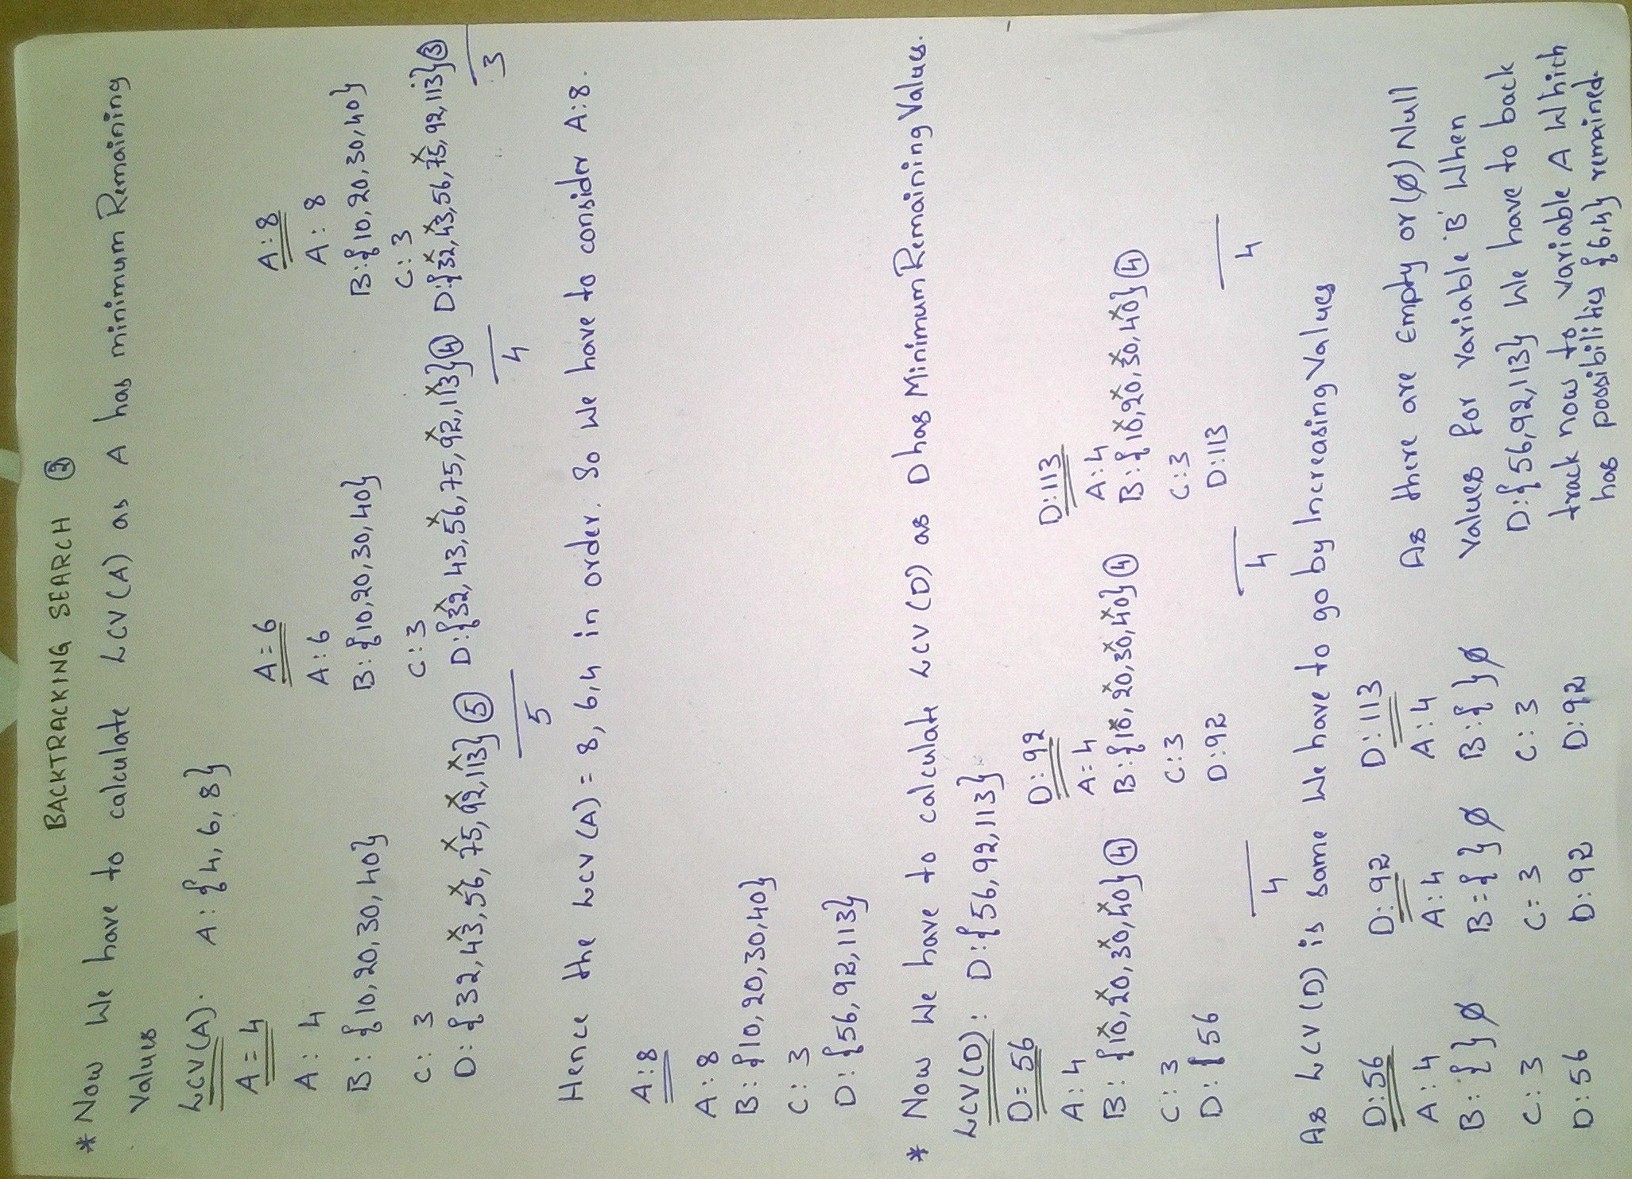 BACKTRACKING SEARCH ②
* Now We have to calculate LCV(A) as A has minimum Remaining
Values
LCV(A): A: {4, 6, 8}
A = 4
A: 4
B: {10, 20, 30, 40}
C: 3
D: {32, 43, 56, 75, 92, 113} ⑤
5
A = 6
A: 6
B: {10, 20, 30, 40}
C: 3
D: {32, 43, 56, 75, 92, 113} ④
4
A: 8
A: 8
B: {10, 20, 30, 40}
C: 3
D: {32, 43, 56, 75, 92, 113} ③
3
Hence the LCV(A) = 8, 6, 4 in order. So We have to consider A:8.
A: 8
A: 8
B: {10, 20, 30, 40}
C: 3
D: {56, 92, 113}
* Now We have to calculate LCV(D) as D has Minimum Remaining Values.
LCV(D): D: {56, 92, 113}
D = 56
A: 4
B: {10, 20, 30, 40} ④
C: 3
D: { 56
4
D: 92
A = 4
B: {10, 20, 30, 40} ④
C: 3
D: 92
4
D: 113
A: 4
B: {10, 20, 30, 40} ④
C: 3
D: 113
4
As LCV(D) is same We have to go by Increasing Values
D: 56
A: 4
B: { } ∅
C: 3
D: 56
D: 92
A: 4
B = { } ∅
C = 3
D: 92
D: 113
A: 4
B: { } ∅
C: 3
D: 92
As there are Empty or (∅) Null
values for variable 'B' When
D: {56, 92, 113} We have to back
track now to variable A Which
has possibilities {6,4} remained.